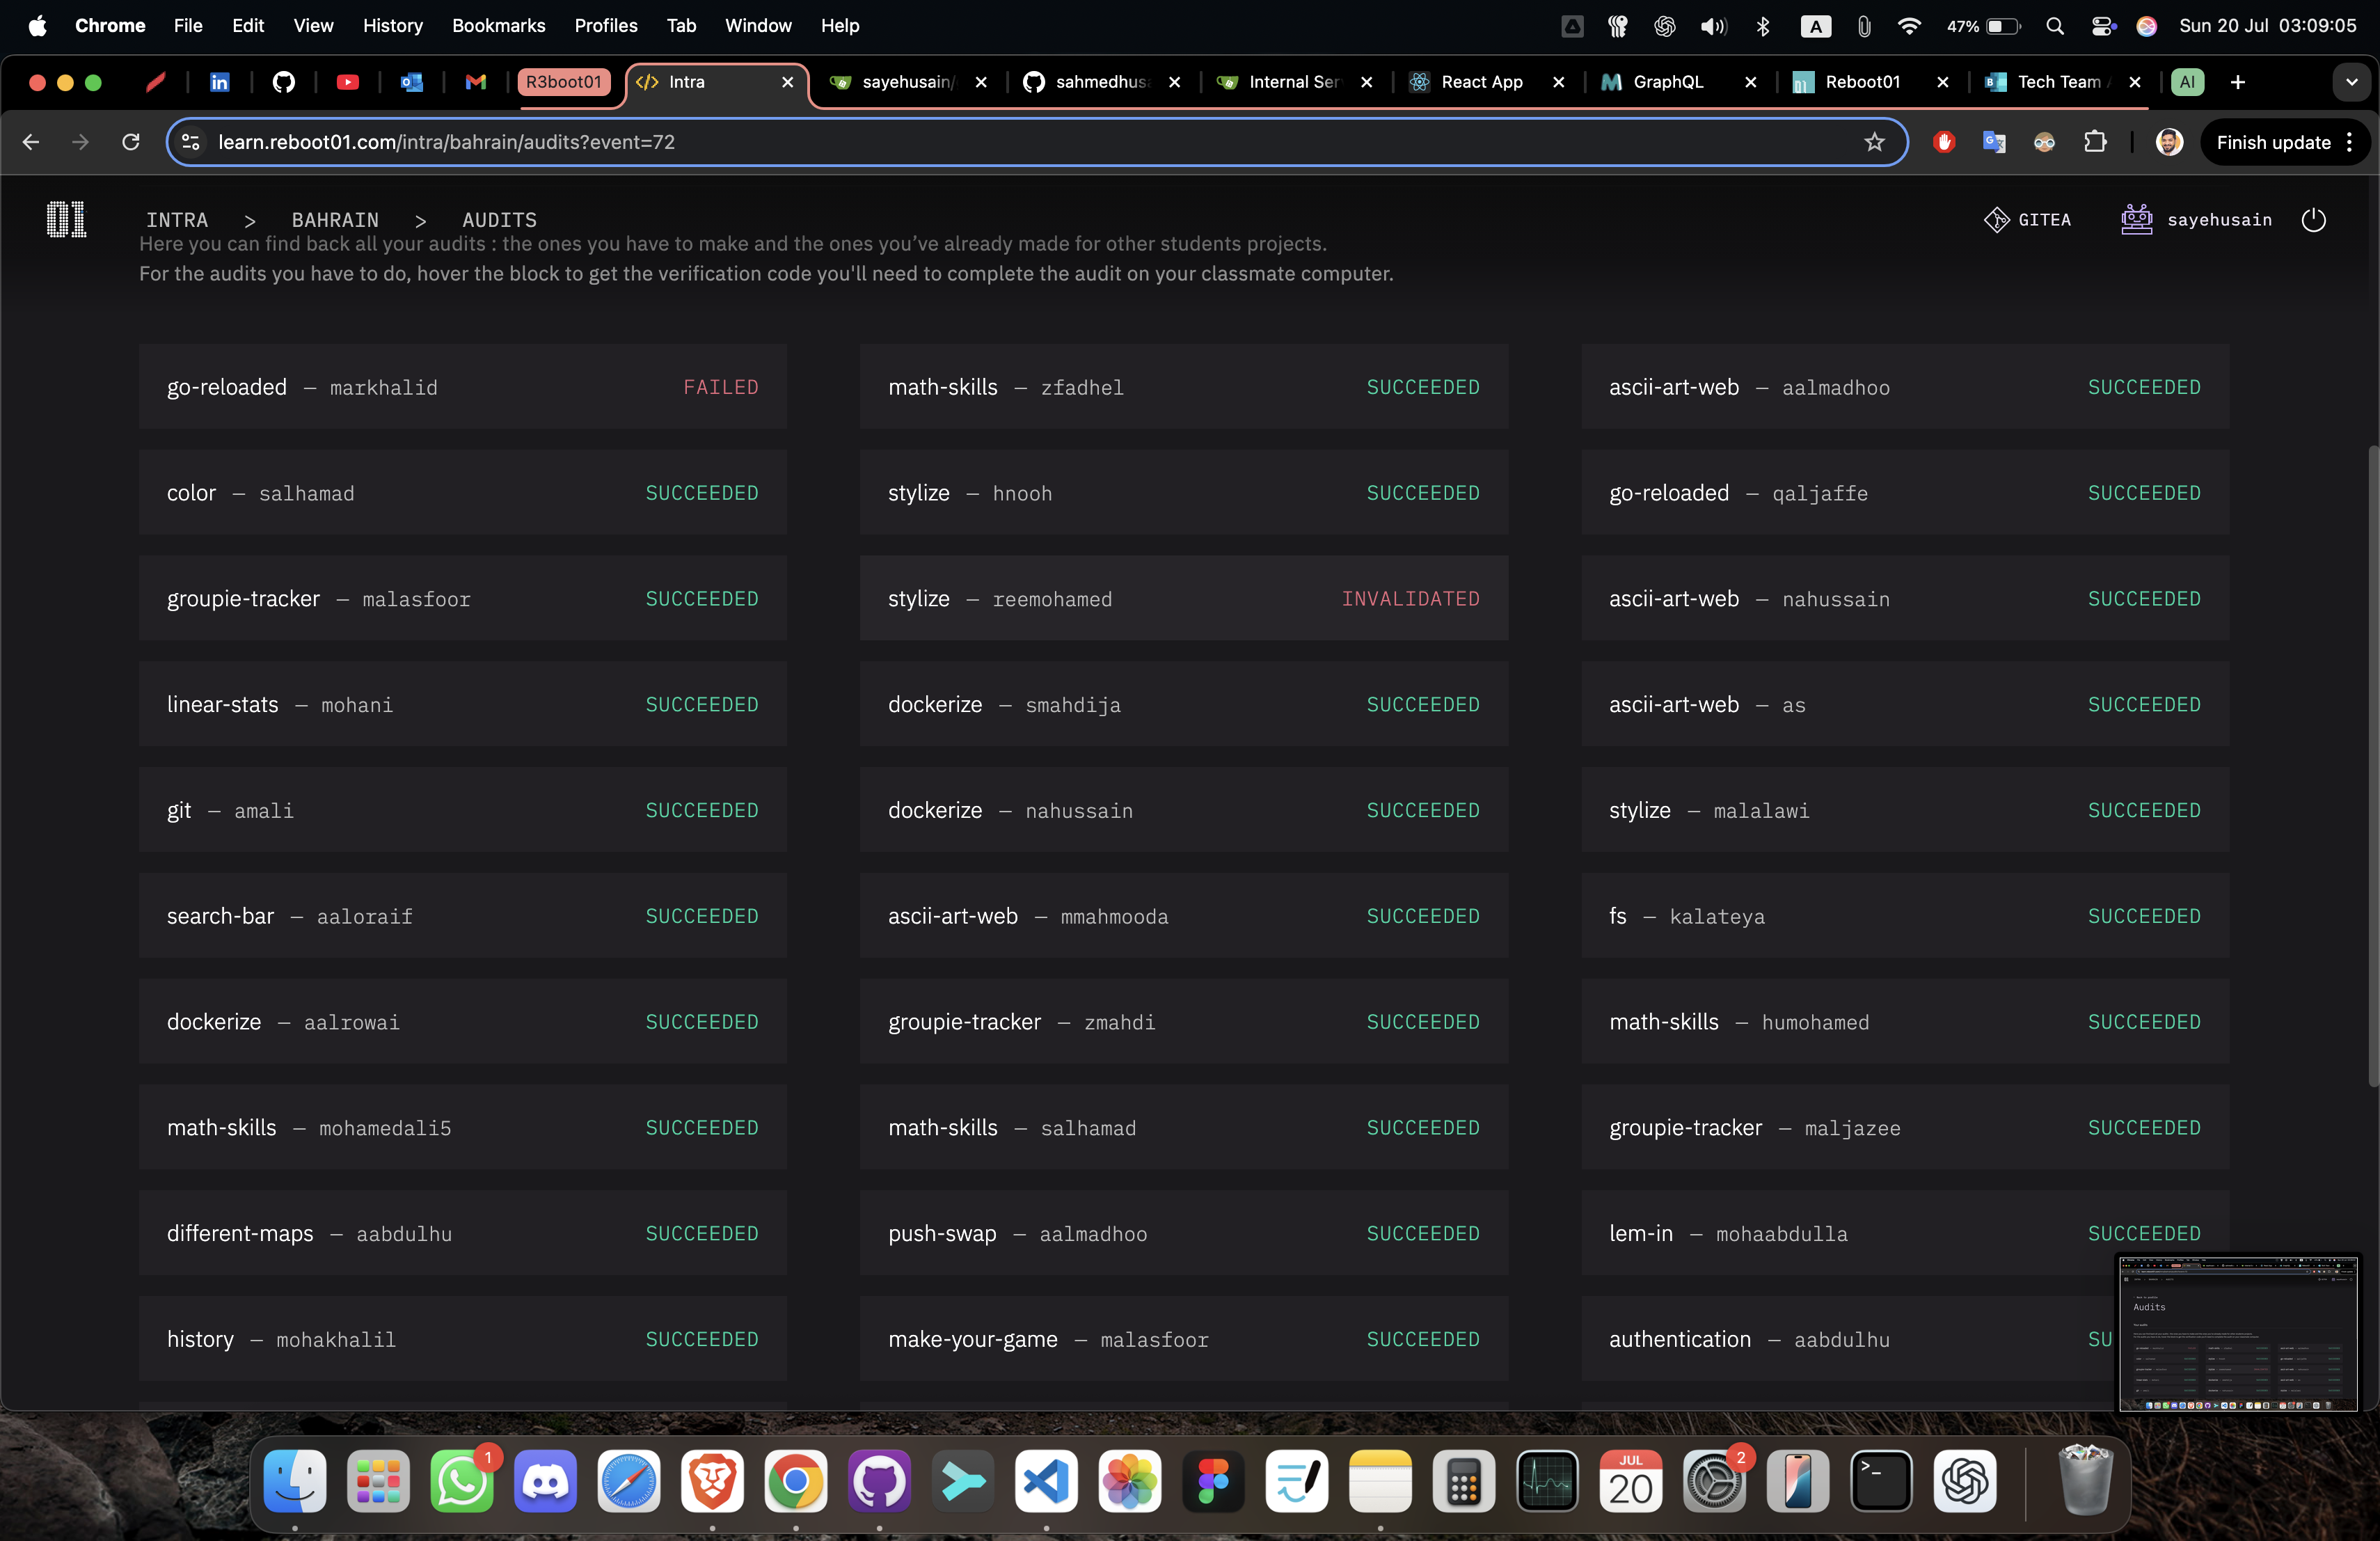 Chrome File Edit View History Bookmarks Profiles Tab Window Help A 47% Sun 20 Jul 03:09:05
R3boot01 Intra sayehusain/ sahmedhusa Internal Ser React App GraphQL Reboot01 Tech Team AI
learn.reboot01.com/intra/bahrain/audits?event=72 Finish update
01 INTRA > BAHRAIN > AUDITS GITEA sayehusain
Here you can find back all your audits : the ones you have to make and the ones you’ve already made for other students projects.
For the audits you have to do, hover the block to get the verification code you'll need to complete the audit on your classmate computer.
go-reloaded — markhalid FAILED math-skills — zfadhel SUCCEEDED ascii-art-web — aalmadhoo SUCCEEDED
color — salhamad SUCCEEDED stylize — hnooh SUCCEEDED go-reloaded — qaljaffe SUCCEEDED
groupie-tracker — malasfoor SUCCEEDED stylize — reemohamed INVALIDATED ascii-art-web — nahussain SUCCEEDED
linear-stats — mohani SUCCEEDED dockerize — smahdija SUCCEEDED ascii-art-web — as SUCCEEDED
git — amali SUCCEEDED dockerize — nahussain SUCCEEDED stylize — malalawi SUCCEEDED
search-bar — aaloraif SUCCEEDED ascii-art-web — mmahmooda SUCCEEDED fs — kalateya SUCCEEDED
dockerize — aalrowai SUCCEEDED groupie-tracker — zmahdi SUCCEEDED math-skills — humohamed SUCCEEDED
math-skills — mohamedali5 SUCCEEDED math-skills — salhamad SUCCEEDED groupie-tracker — maljazee SUCCEEDED
different-maps — aabdulhu SUCCEEDED push-swap — aalmadhoo SUCCEEDED lem-in — mohaabdulla SUCCEEDED
history — mohakhalil SUCCEEDED make-your-game — malasfoor SUCCEEDED authentication — aabdulhu SU
Audits
1 JUL 20 2 >_